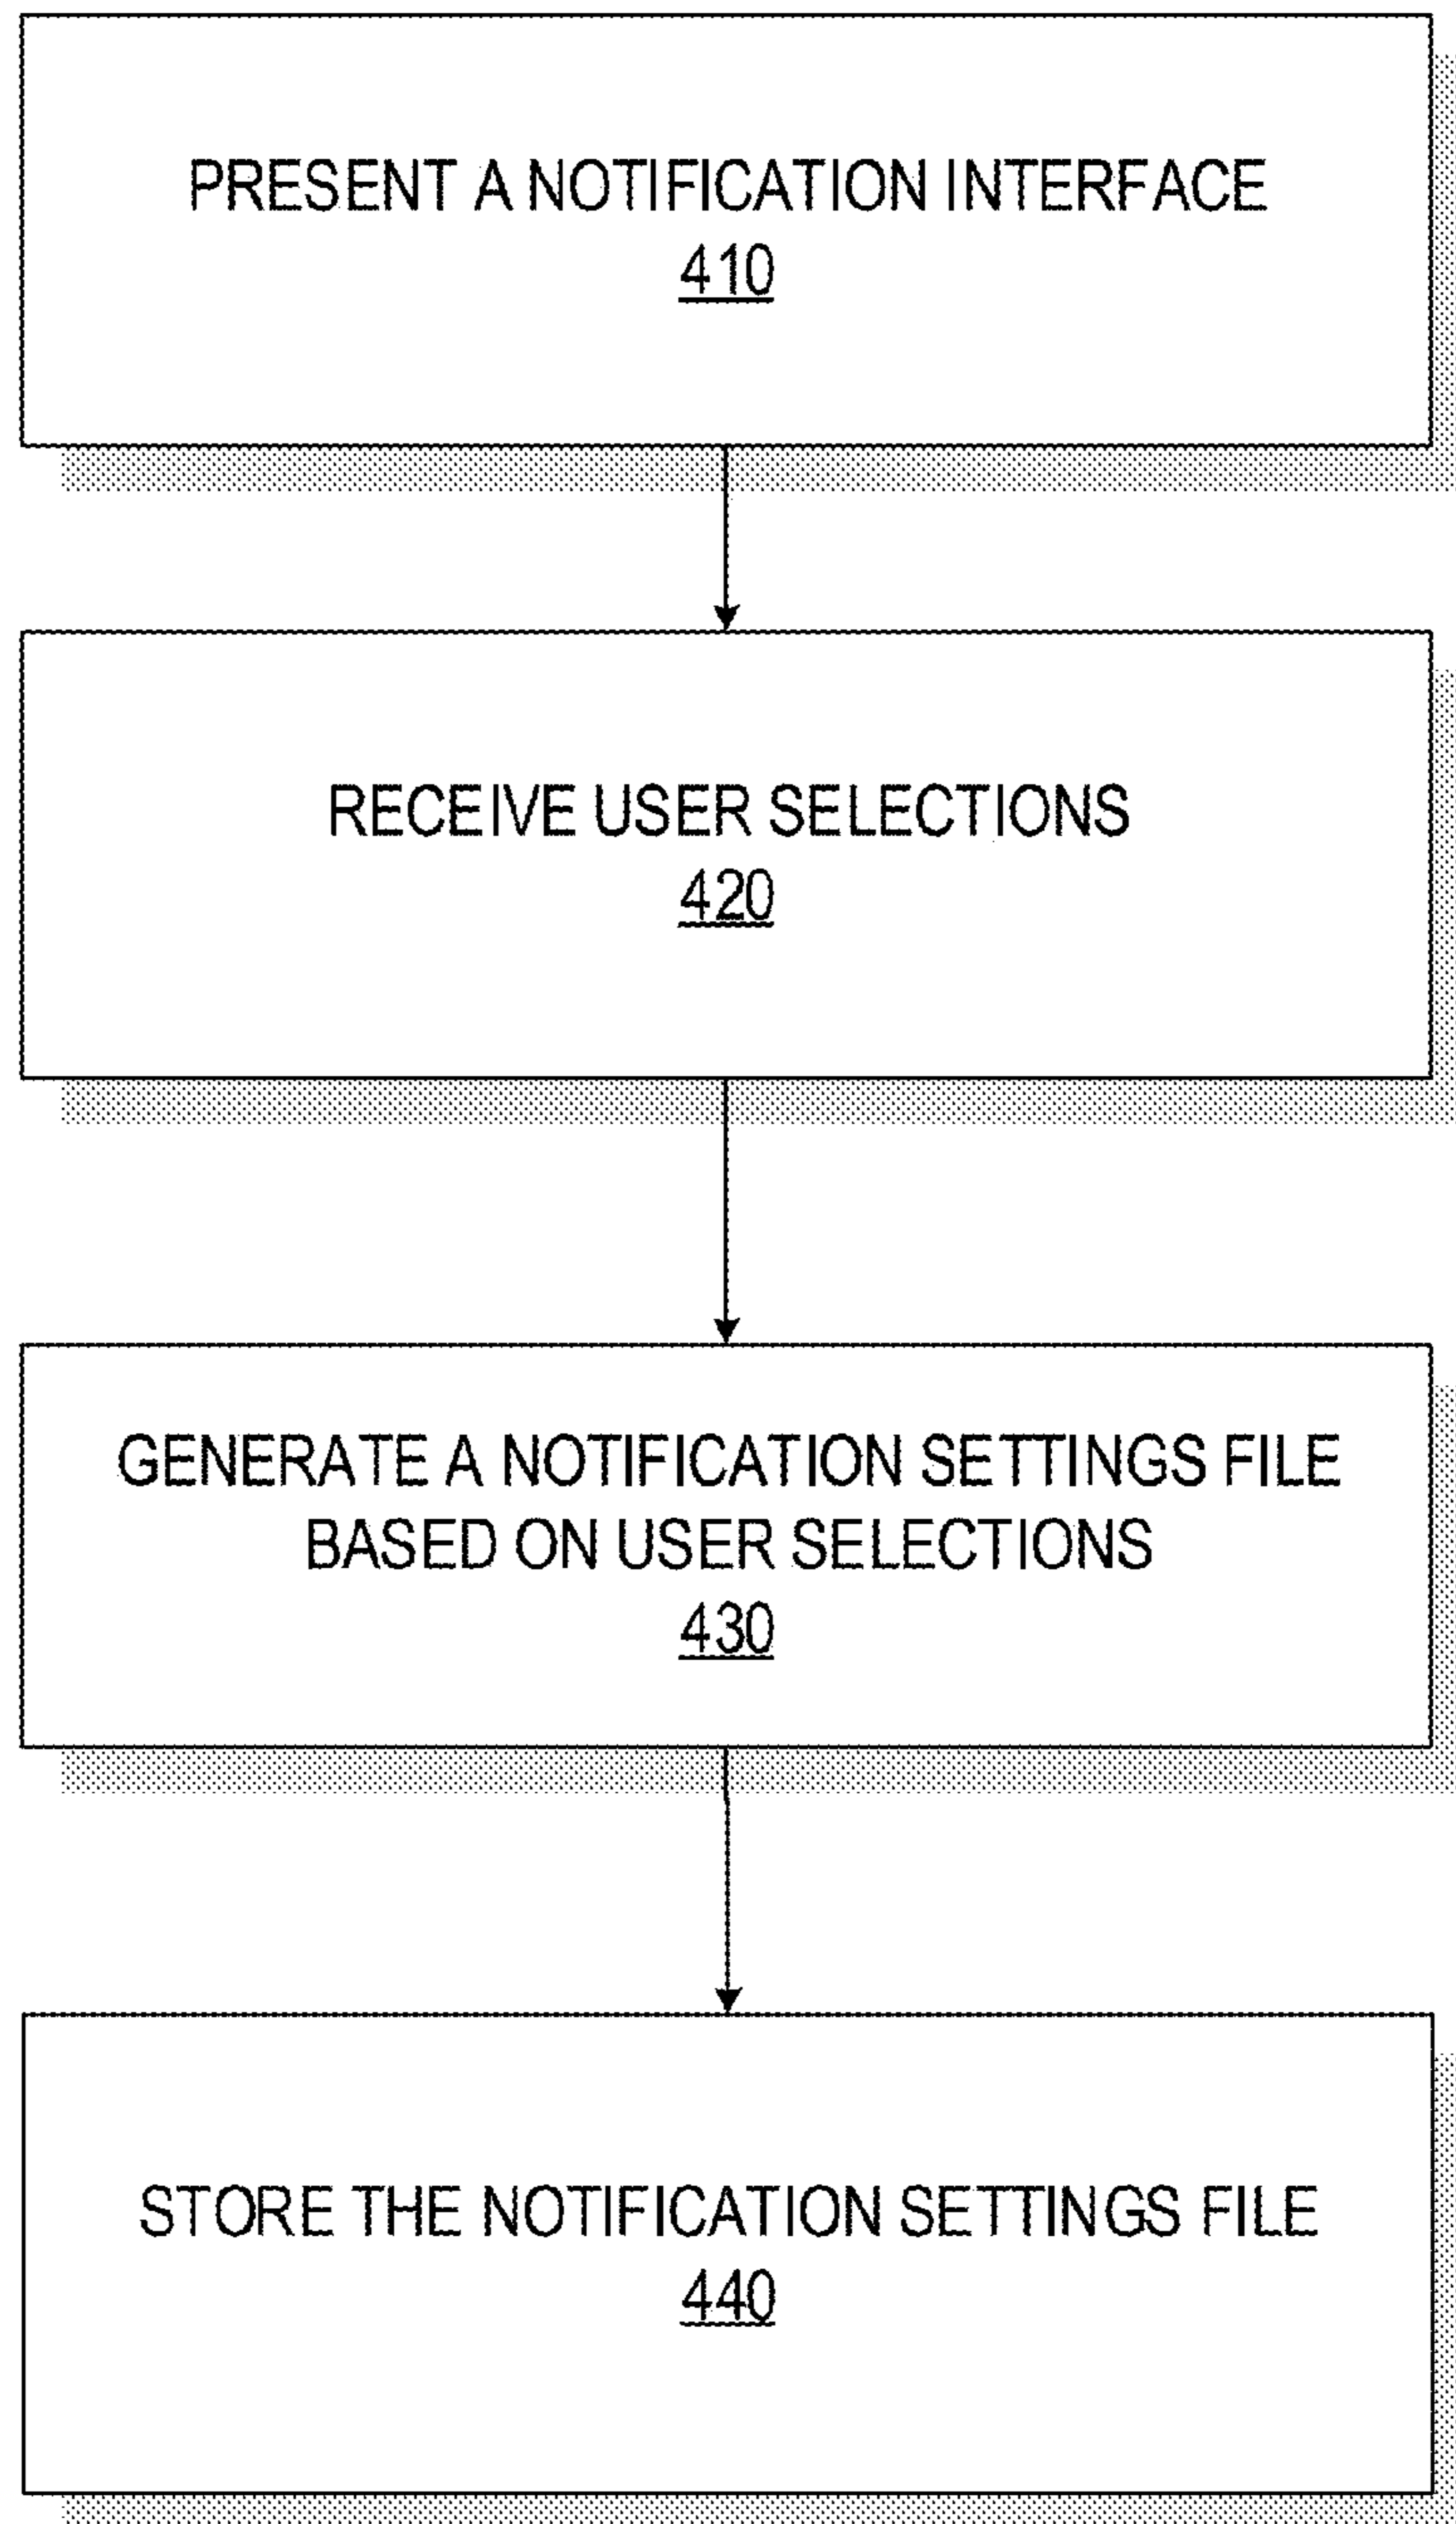 PRESENT A NOTIFICATION INTERFACE
410
RECEIVE USER SELECTIONS
420
GENERATE A NOTIFICATION SETTINGS FILE
BASED ON USER SELECTIONS
430
STORE THE NOTIFICATION SETTINGS FILE
440